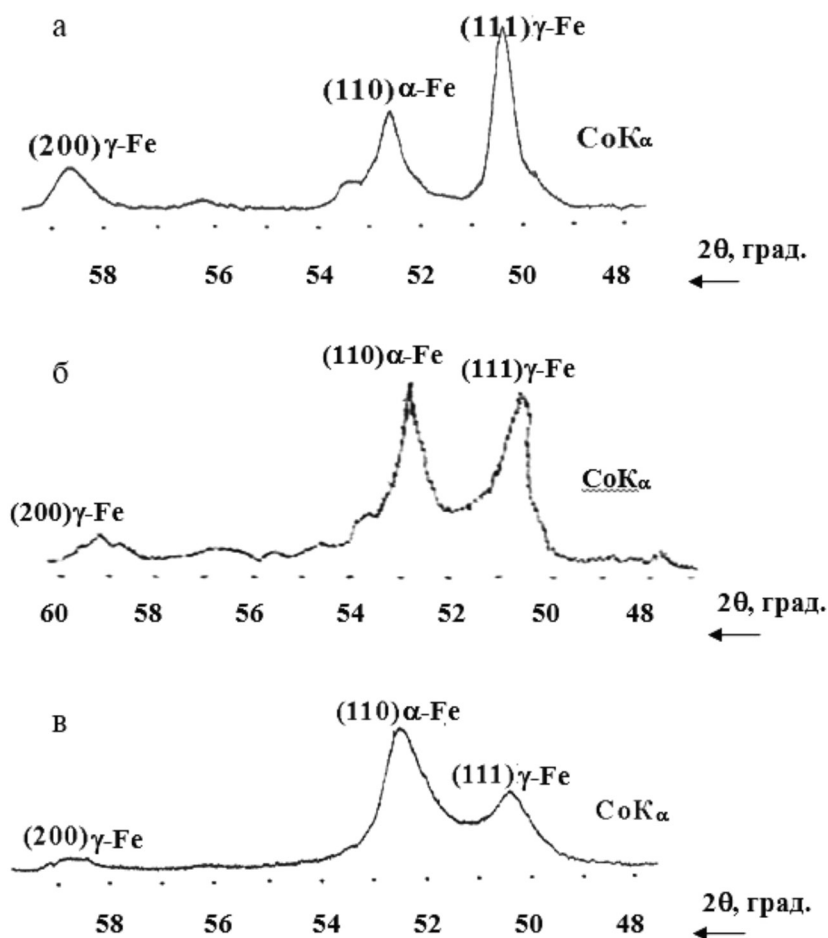 а
(111) γ-Fe
(110) α-Fe
(200) γ-Fe
CoKα
58 56 54 52 50 48
2θ, град.
б
(110) α-Fe
(111) γ-Fe
(200) γ-Fe
CoKα
60 58 56 54 52 50 48
2θ, град.
в
(110) α-Fe
(111) γ-Fe
(200) γ-Fe
CoKα
58 56 54 52 50 48
2θ, град.